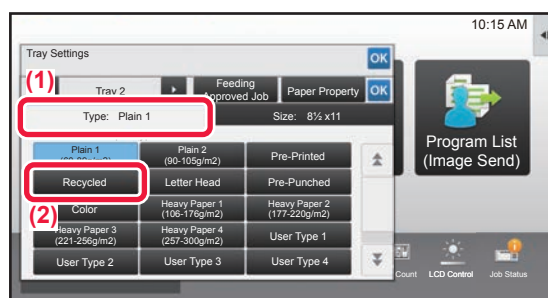 10:15 AM
Tray Settings
OK
(1)
Tray 2
Feeding
Approved Job
Paper Property
OK
Type: Plain 1
Size: 8½ x11
Plain 1
Plain 2
(90-105g/m2)
Pre-Printed
Recycled
Letter Head
Pre-Punched
(2)
Color
Heavy Paper 1
(106-176g/m2)
Heavy Paper 2
(177-220g/m2)
Heavy Paper 3
(221-256g/m2)
Heavy Paper 4
(257-300g/m2)
User Type 1
User Type 2
User Type 3
User Type 4
Program List
(Image Send)
Count
LCD Control
Job Status